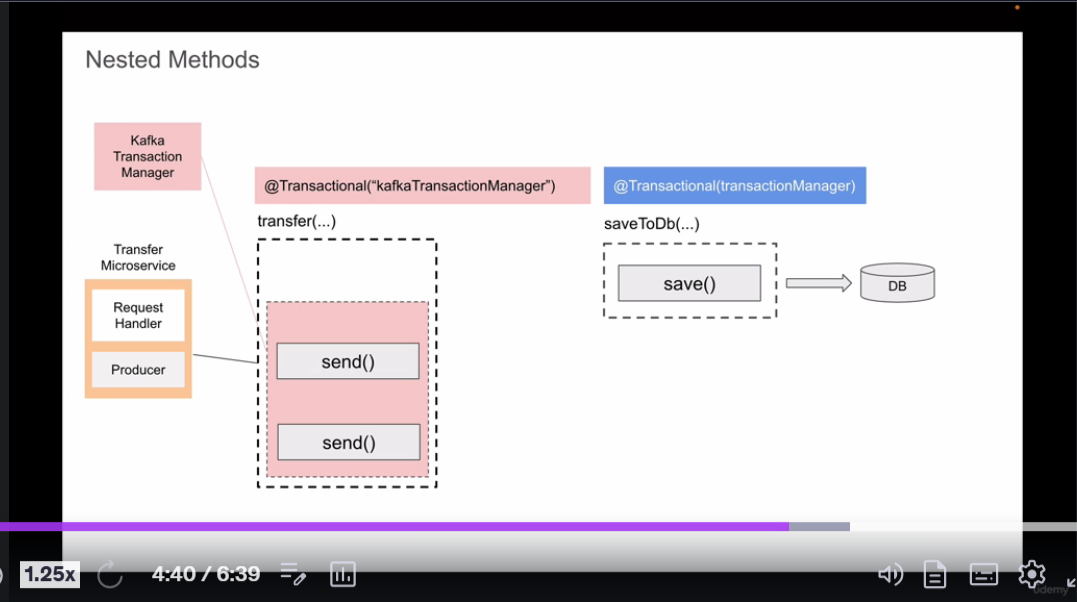 Nested Methods
Kafka
Transaction
Manager
@Transactional(“kafkaTransactionManager”)
@Transactional(transactionManager)
transfer(...)
saveToDb(...)
Transfer
Microservice
Request
Handler
Producer
send()
send()
save()
DB
1.25x
4:40 / 6:39
udemy